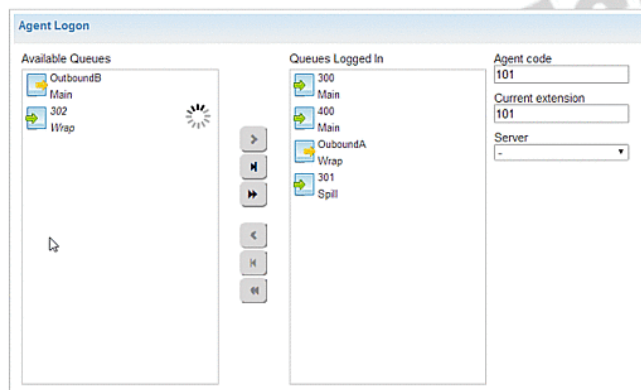 Agent Logon
Available Queues
OutboundB
Main
302
Wrap
Queues Logged In
300
Main
400
Main
OuboundA
Wrap
301
Spill
Agent code
101
Current extension
101
Server
-